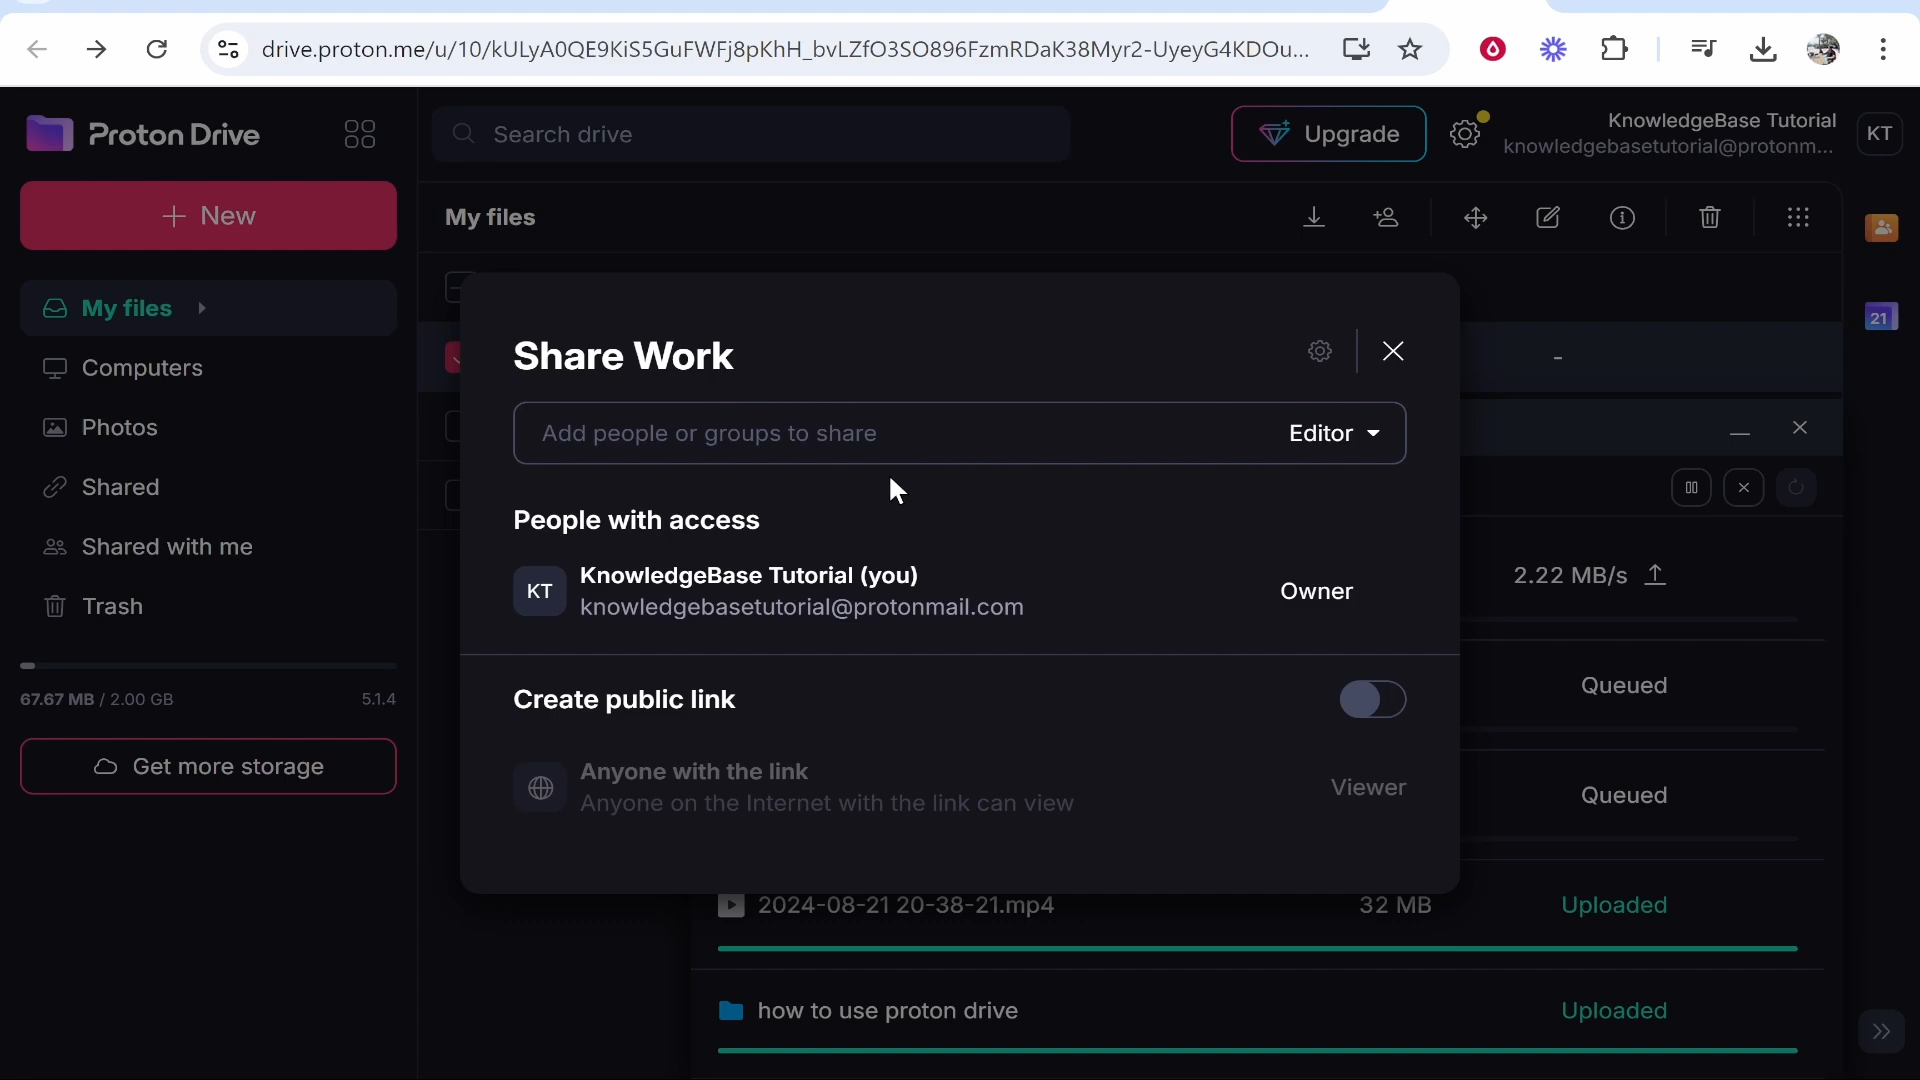 drive.proton.me/u/10/kULyA0QE9KiS5GuFWFj8pKhH_bvLZfO3SO896FzmRDaK38Myr2-UyeyG4KDOu...
Proton Drive
Search drive
Upgrade
KnowledgeBase Tutorial
knowledgebasetutorial@protonm...
KT
New
My files
My files
Computers
Photos
Shared
Shared with me
Trash
67.67 MB / 2.00 GB
5.1.4
Get more storage
Share Work
Add people or groups to share
Editor
People with access
KT
KnowledgeBase Tutorial (you)
knowledgebasetutorial@protonmail.com
Owner
Create public link
Anyone with the link
Anyone on the Internet with the link can view
Viewer
-
21
2.22 MB/s
Queued
Queued
2024-08-21 20-38-21.mp4
32 MB
Uploaded
how to use proton drive
Uploaded